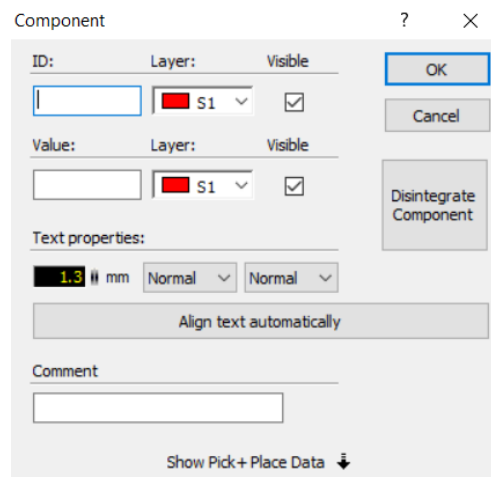 Component ?
ID: Layer: Visible
OK
S1
Cancel
Value: Layer: Visible
S1
Disintegrate
Component
Text properties:
1.3 mm Normal Normal
Align text automatically
Comment
Show Pick+Place Data